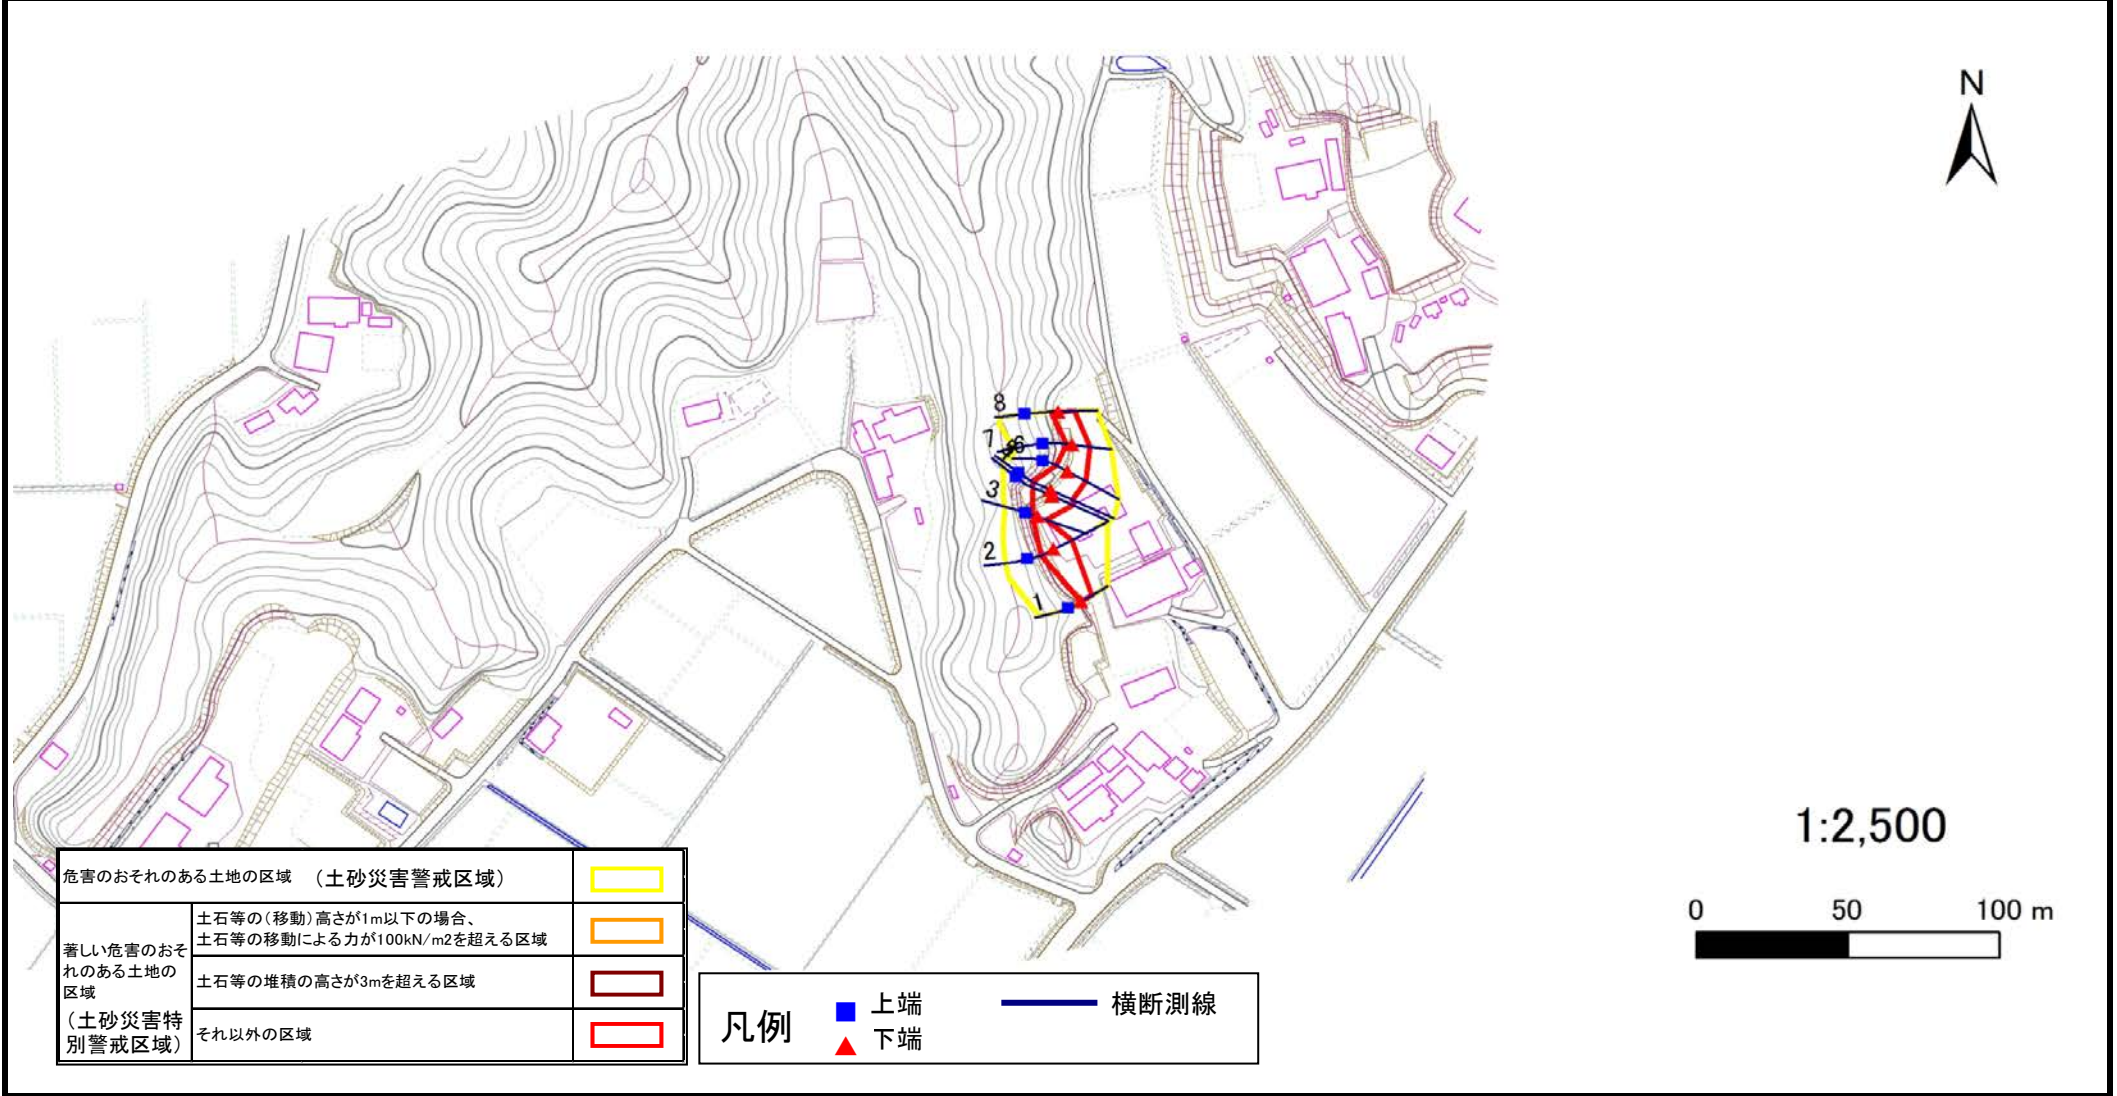 N
8
7
6
3
2
1
1:2,500
0 50 100 m
危害のおそれのある土地の区域 （土砂災害警戒区域）
著しい危害のおそ
れのある土地の
区域
（土砂災害特
別警戒区域）
土石等の（移動）高さが1m以下の場合、
土石等の移動による力が100kN/m2を超える区域
土石等の堆積の高さが3mを超える区域
それ以外の区域
凡例
上端
下端
横断測線